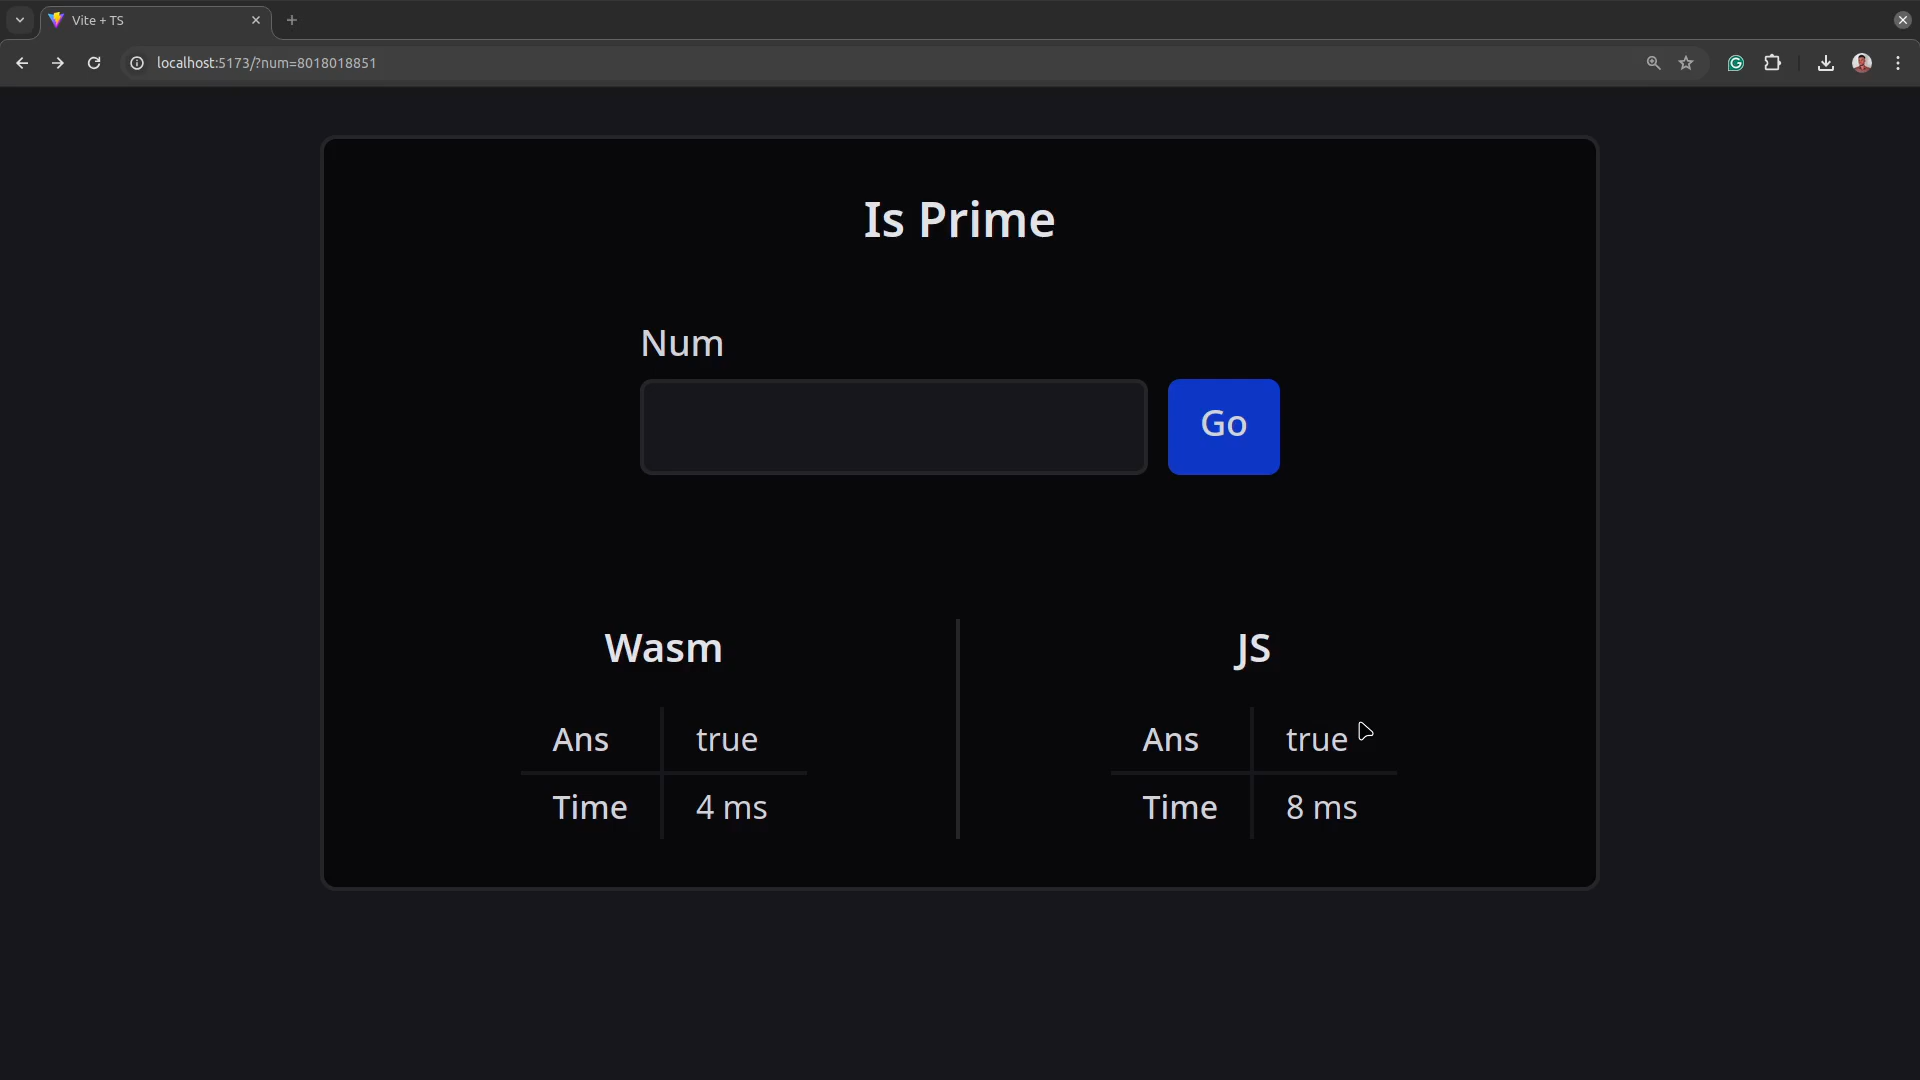 Vite + TS
localhost:5173/?num=8018018851
Is Prime
Num
Go
Wasm
Ans true
Time 4 ms
JS
Ans true
Time 8 ms